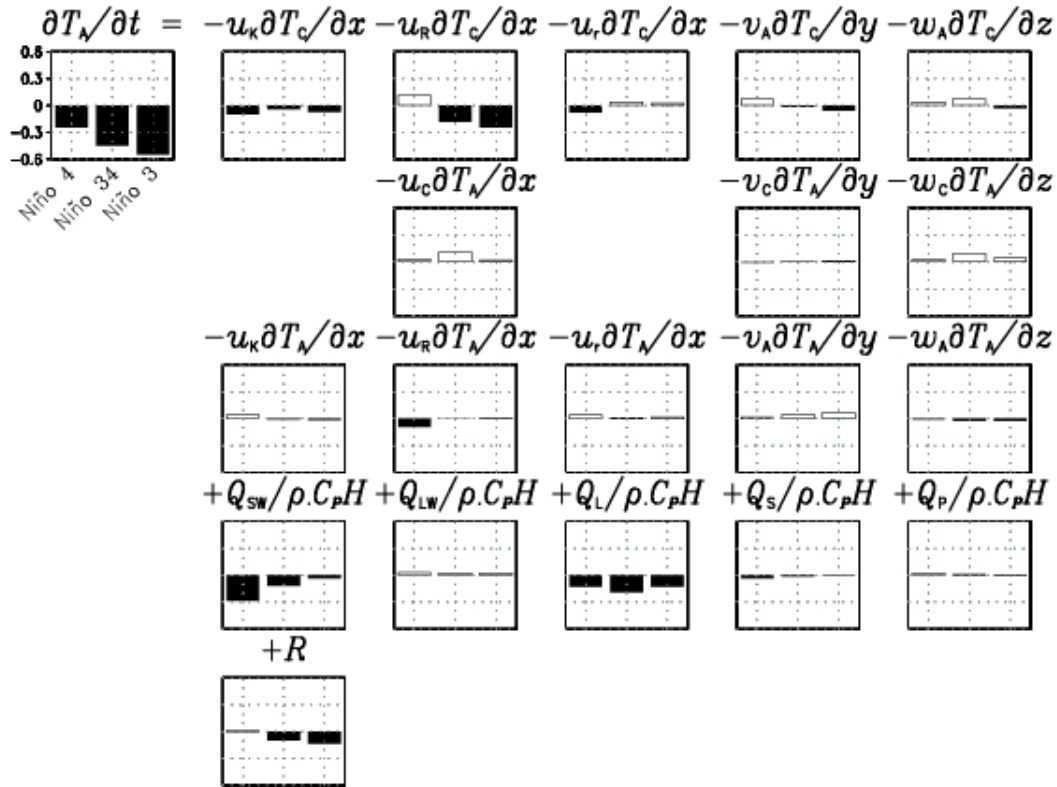 ∂T_A/∂t = −u_K∂T_C/∂x −u_R∂T_C/∂x −u_r∂T_C/∂x −v_A∂T_C/∂y −w_A∂T_C/∂z
0.6
0.3
0
−0.3
−0.6
Niño 4 Niño 34 Niño 3
−u_C∂T_A/∂x −v_C∂T_A/∂y −w_C∂T_A/∂z
−u_K∂T_A/∂x −u_R∂T_A/∂x −u_r∂T_A/∂x −v_A∂T_A/∂y −w_A∂T_A/∂z
+Q_SW/ρ.C_PH +Q_LW/ρ.C_PH +Q_L/ρ.C_PH +Q_S/ρ.C_PH +Q_P/ρ.C_PH
+R